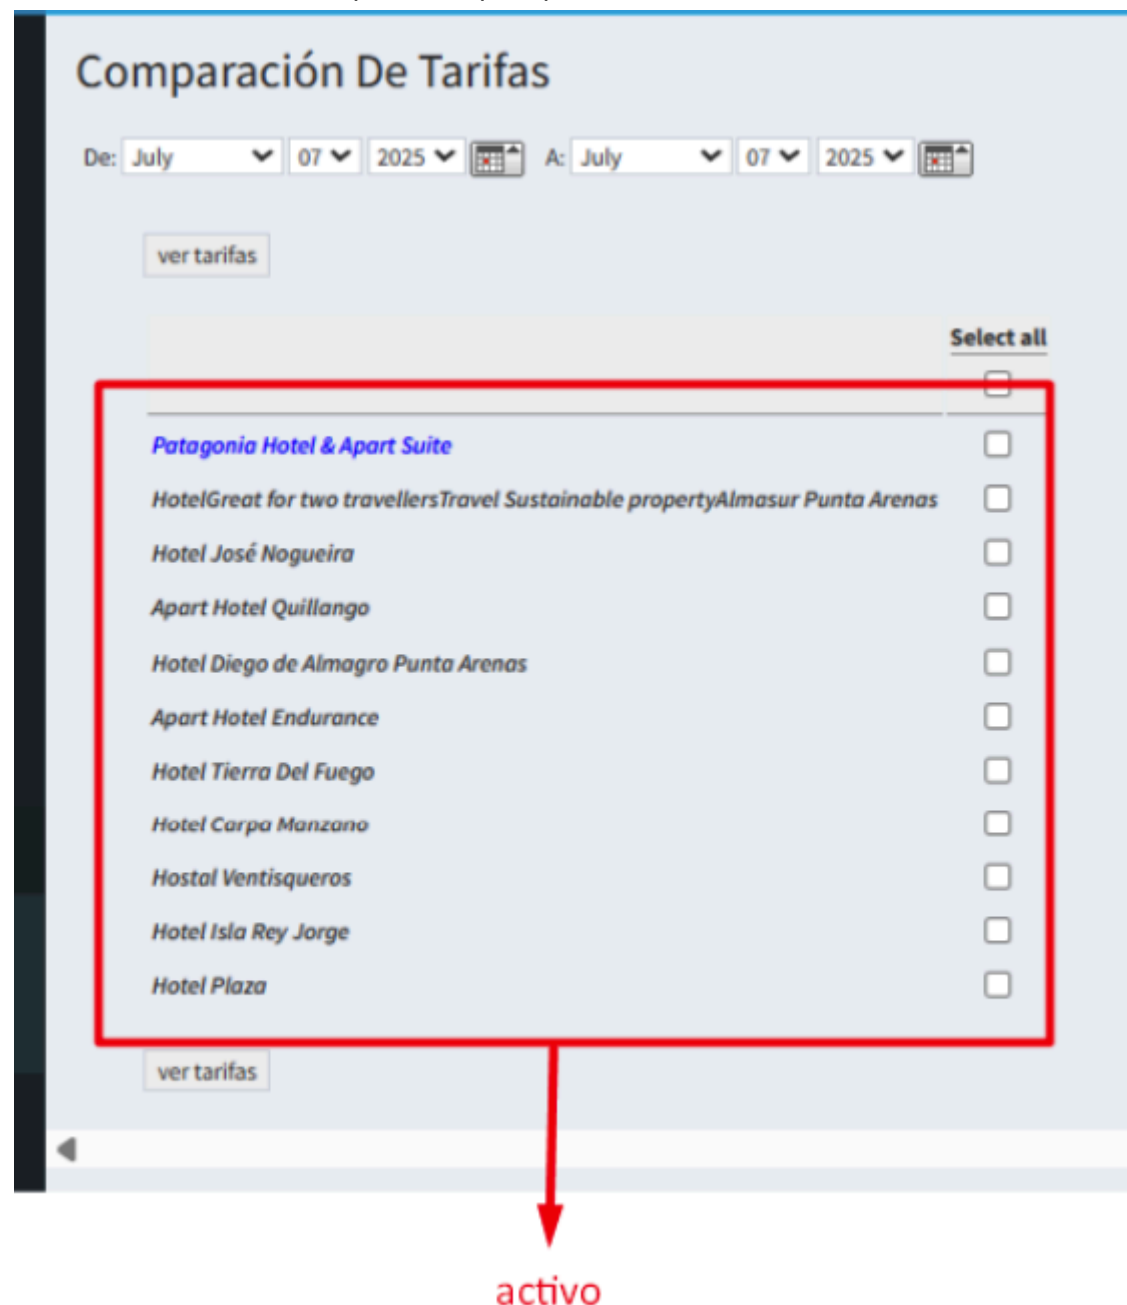 Comparación De Tarifas
De: July 07 2025 A: July 07 2025
ver tarifas
Select all
Patagonia Hotel & Apart Suite
HotelGreat for two travellersTravel Sustainable propertyAlmasur Punta Arenas
Hotel José Nogueira
Apart Hotel Quillango
Hotel Diego de Almagro Punta Arenas
Apart Hotel Endurance
Hotel Tierra Del Fuego
Hotel Carpa Manzano
Hostal Ventisqueros
Hotel Isla Rey Jorge
Hotel Plaza
ver tarifas
activo